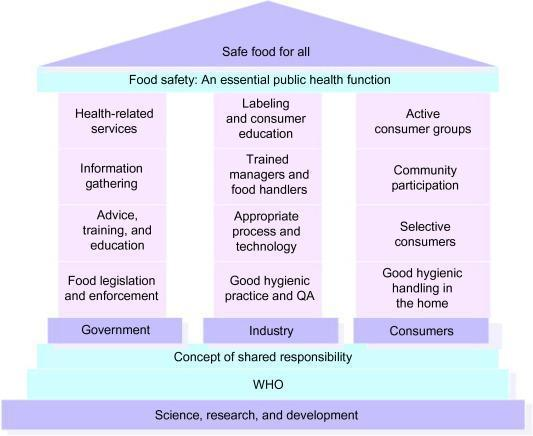 Safe food for all
Food safety: An essential public health function
Health-related
services
Information
gathering
Advice,
training, and
education
Food legislation
and enforcement
Government
Labeling
and consumer
education
Trained
managers and
food handlers
Appropriate
process and
technology
Good hygienic
practice and QA
Industry
Active
consumer groups
Community
participation
Selective
consumers
Good hygienic
handling in
the home
Consumers
Concept of shared responsibility
WHO
Science, research, and development